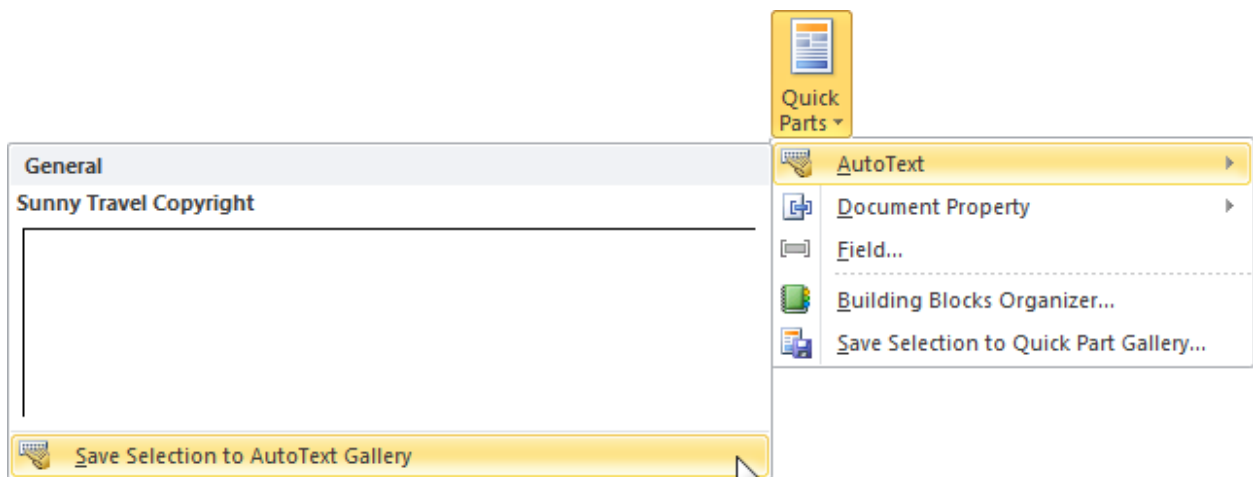 Quick
Parts
General
Sunny Travel Copyright
Save Selection to AutoText Gallery
AutoText
Document Property
Field...
Building Blocks Organizer...
Save Selection to Quick Part Gallery...